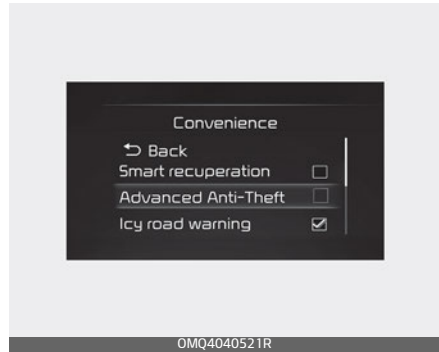 Convenience
Back
Smart recuperation
Advanced Anti-Theft
Icy road warning
OMQ4040521R